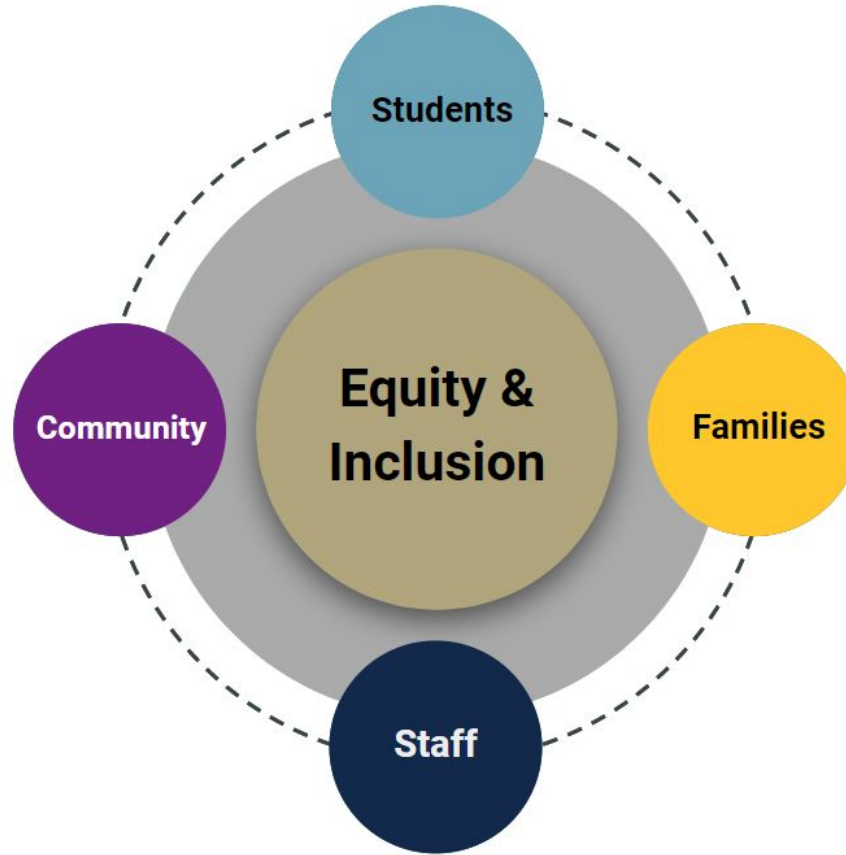 Students
Community
Equity &
Inclusion
Families
Staff